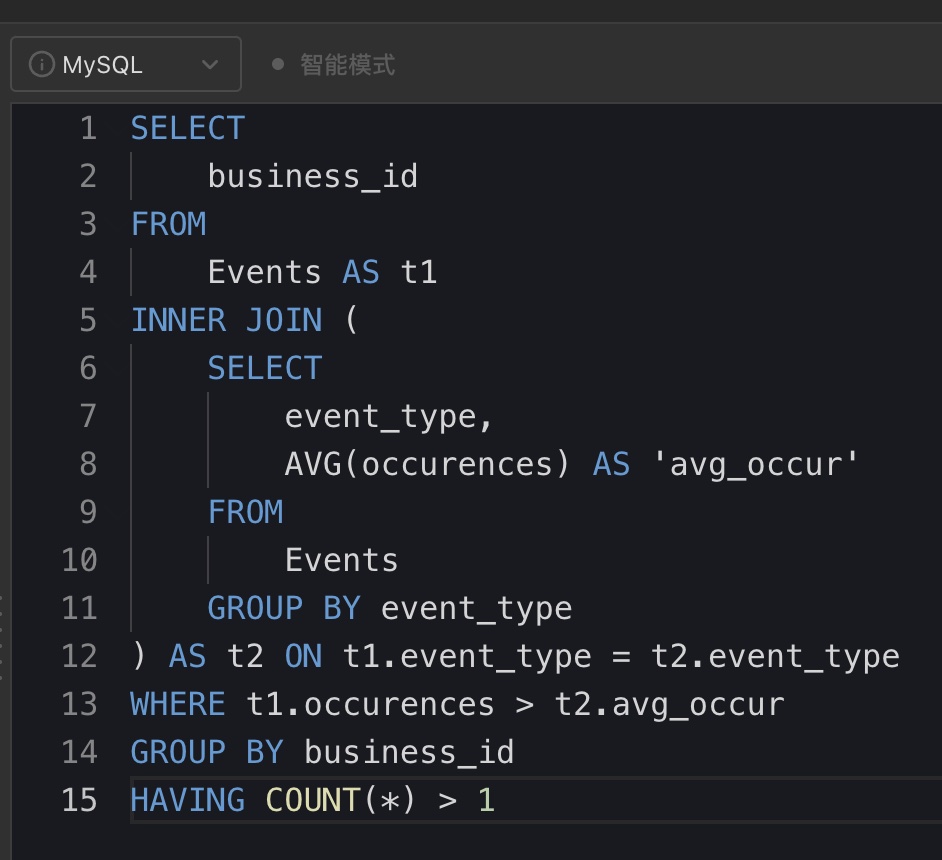 MySQL 智能模式
1 SELECT
2     business_id
3 FROM
4     Events AS t1
5 INNER JOIN (
6     SELECT
7         event_type,
8         AVG(occurences) AS 'avg_occur'
9     FROM
10         Events
11     GROUP BY event_type
12 ) AS t2 ON t1.event_type = t2.event_type
13 WHERE t1.occurences > t2.avg_occur
14 GROUP BY business_id
15 HAVING COUNT(*) > 1